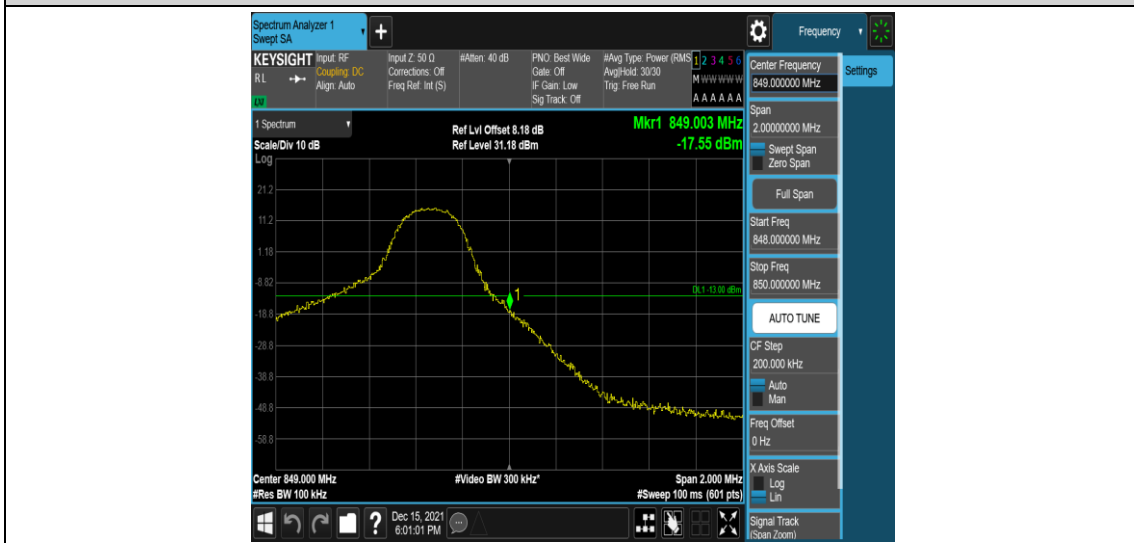 Spectrum Analyzer 1
Swept SA
Frequency
KEYSIGHT
RL
Input: RF
Coupling: DC
Align: Auto
Input Z: 50 Ω
Corrections: Off
Freq Ref: Int (S)
#Atten: 40 dB
PNO: Best Wide
Gate: Off
IF Gain: Low
Sig Track: Off
#Avg Type: Power (RMS
Avg|Hold: 30/30
Trig: Free Run
1 2 3 4 5 6
M W W W W W
A A A A A A
1 Spectrum
Scale/Div 10 dB
Ref Lvl Offset 8.18 dB
Ref Level 31.18 dBm
Mkr1 849.003 MHz
-17.55 dBm
Log
21.2
11.2
1.18
-8.82
-18.8
-28.8
-38.8
-48.8
-58.8
DL1 -13.00 dBm
1
Center 849.000 MHz
#Res BW 100 kHz
#Video BW 300 kHz*
Span 2.000 MHz
#Sweep 100 ms (601 pts)
Dec 15, 2021
6:01:01 PM
Center Frequency
849.000000 MHz
Settings
Span
2.00000000 MHz
Swept Span
Zero Span
Full Span
Start Freq
848.000000 MHz
Stop Freq
850.000000 MHz
AUTO TUNE
CF Step
200.000 kHz
Auto
Man
Freq Offset
0 Hz
X Axis Scale
Log
Lin
Signal Track
(Span Zoom)